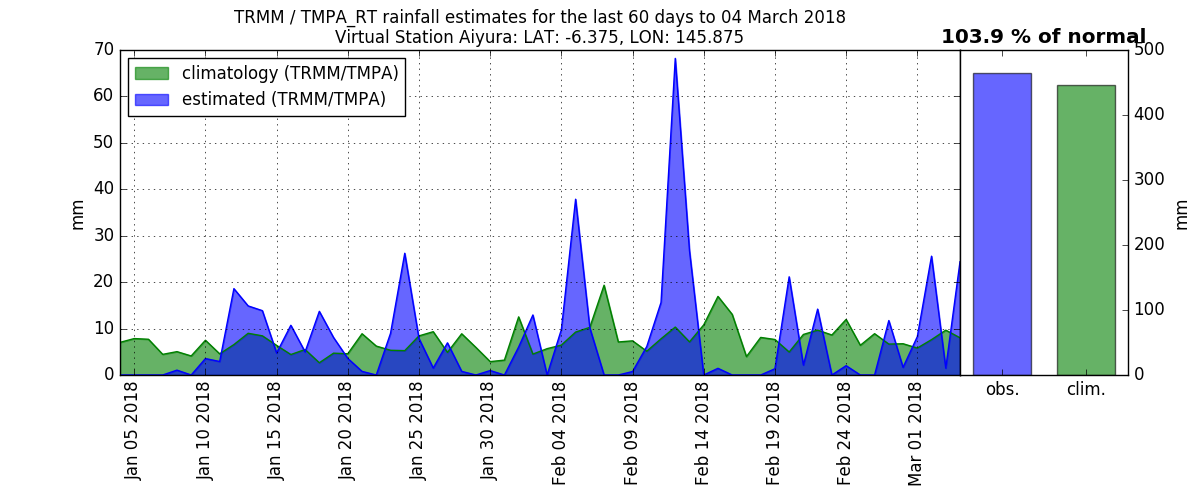 TRMM / TMPA_RT rainfall estimates for the last 60 days to 04 March 2018
Virtual Station Aiyura: LAT: -6.375, LON: 145.875
103.9 % of normal
climatology (TRMM/TMPA)
estimated (TRMM/TMPA)
70
60
50
40
30
20
10
0
mm
Jan 05 2018
Jan 10 2018
Jan 15 2018
Jan 20 2018
Jan 25 2018
Jan 30 2018
Feb 04 2018
Feb 09 2018
Feb 14 2018
Feb 19 2018
Feb 24 2018
Mar 01 2018
obs.
clim.
500
400
300
200
100
0
mm